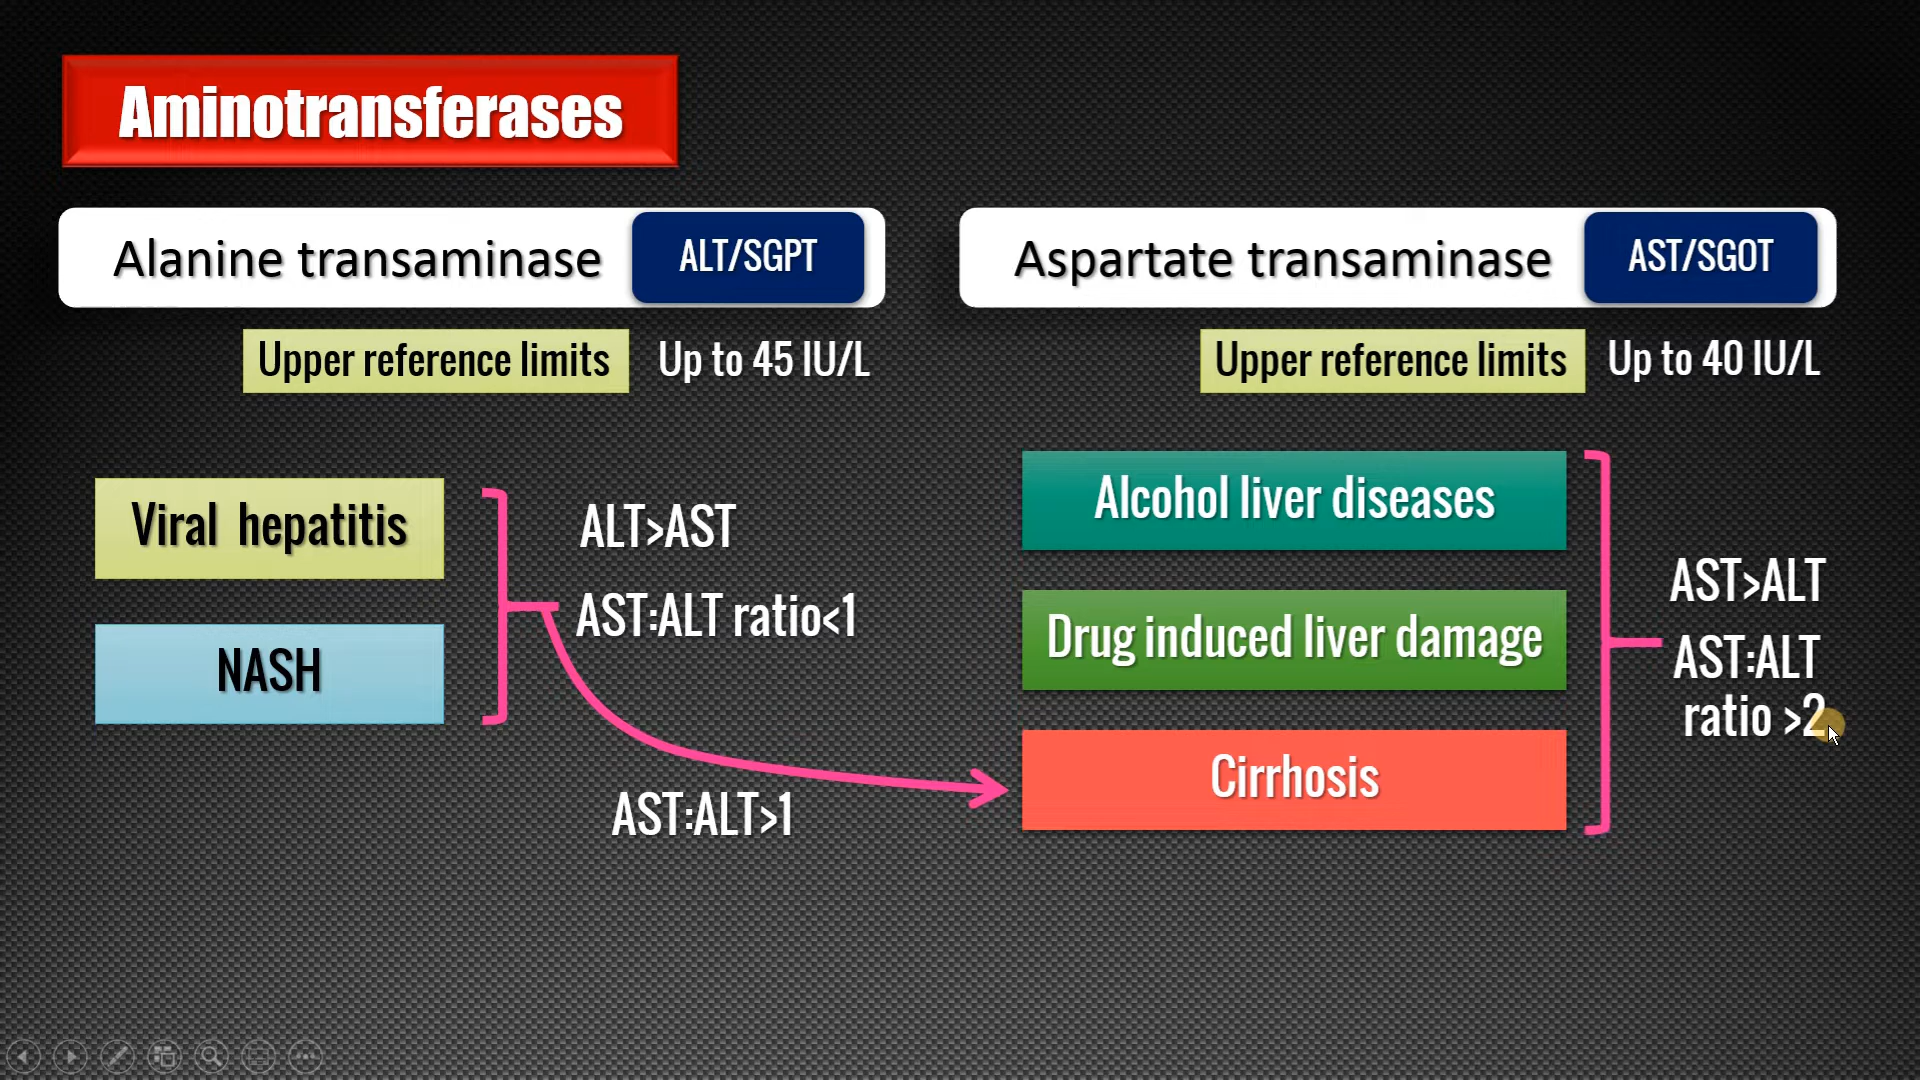 Aminotransferases
Alanine transaminase
ALT/SGPT
Upper reference limits
Up to 45 IU/L
Viral hepatitis
NASH
ALT>AST
AST:ALT ratio<1
AST:ALT>1
Aspartate transaminase
AST/SGOT
Upper reference limits
Up to 40 IU/L
Alcohol liver diseases
Drug induced liver damage
Cirrhosis
AST>ALT
AST:ALT
ratio >2